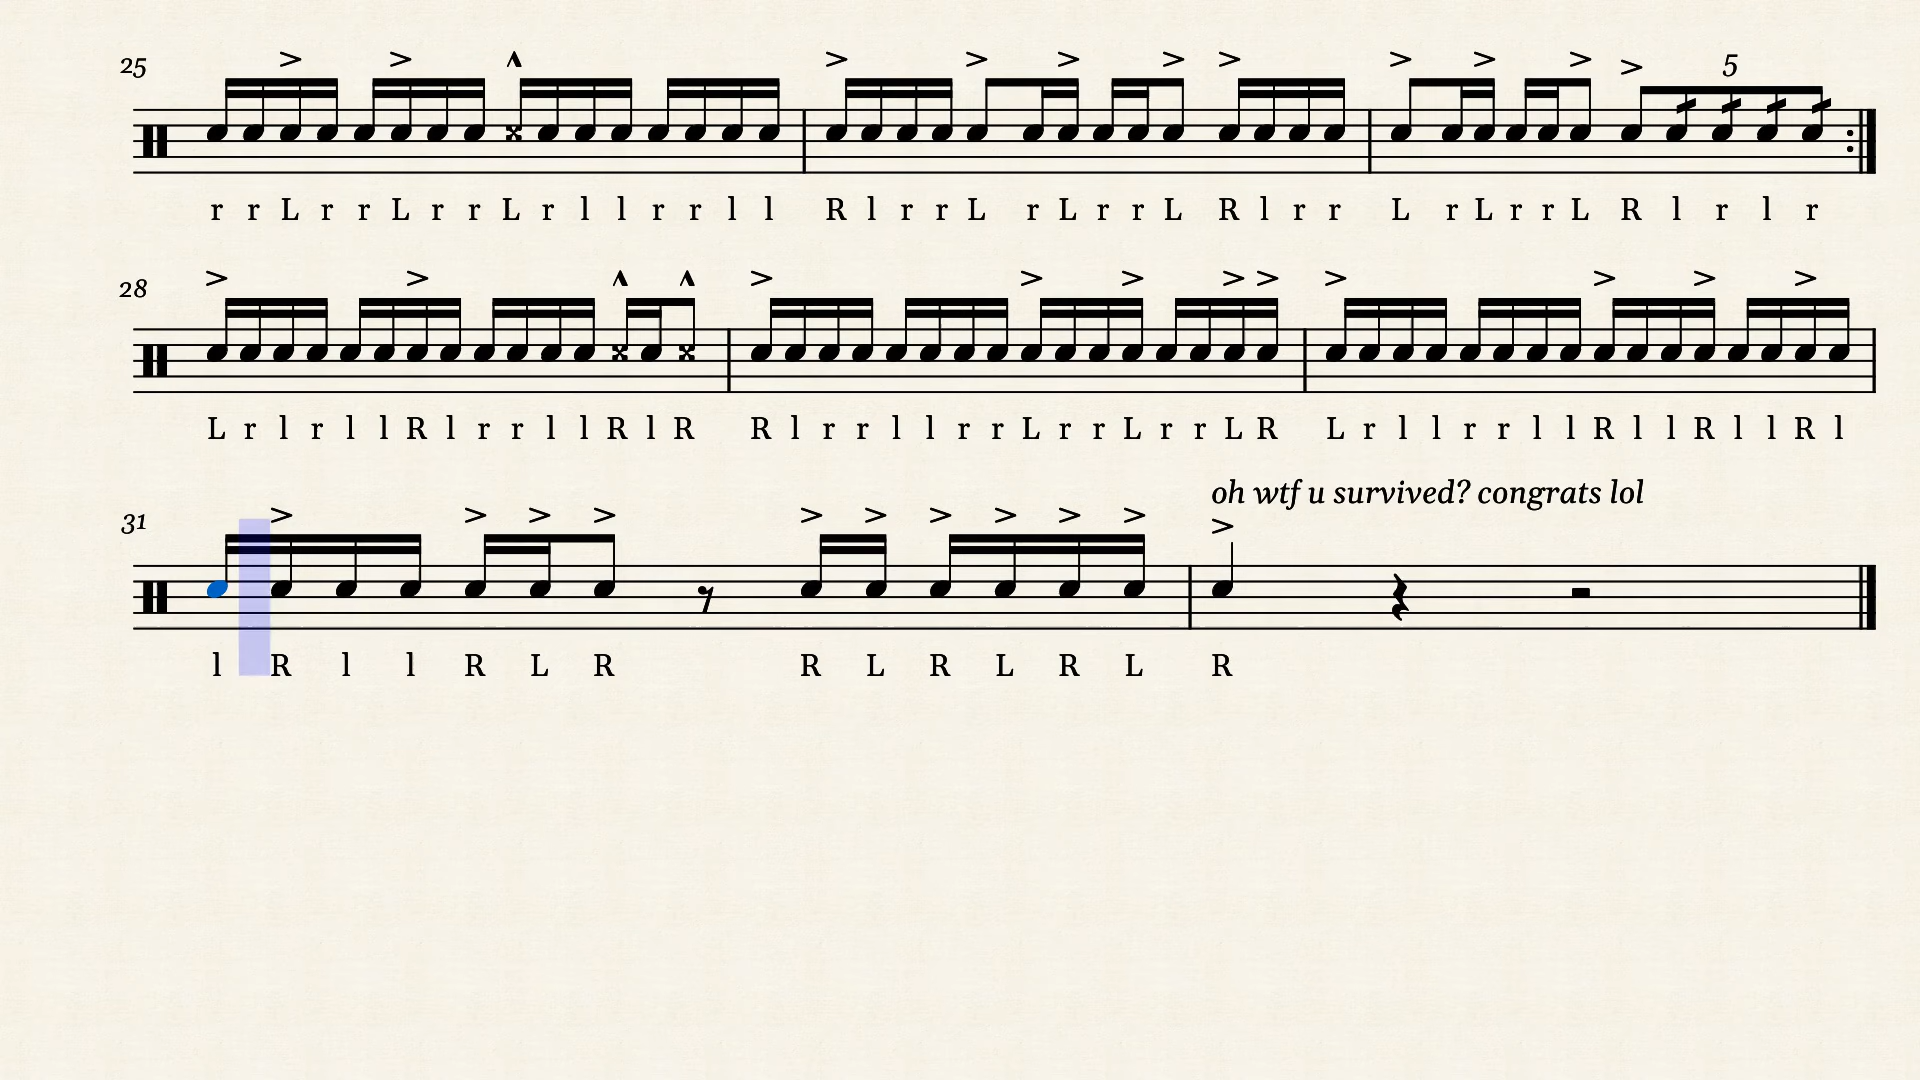 25 5
r r L r r L r r L r l l r r l l R l r r L r L r r L R l r r L r L r r L R l r l r
28
L r l r l l R l r r l l R l R R l r r l l r r L r r L r r L R L r l l r r l l R l l R l l R l
oh wtf u survived? congrats lol
31
l R l l R L R R L R L R L R